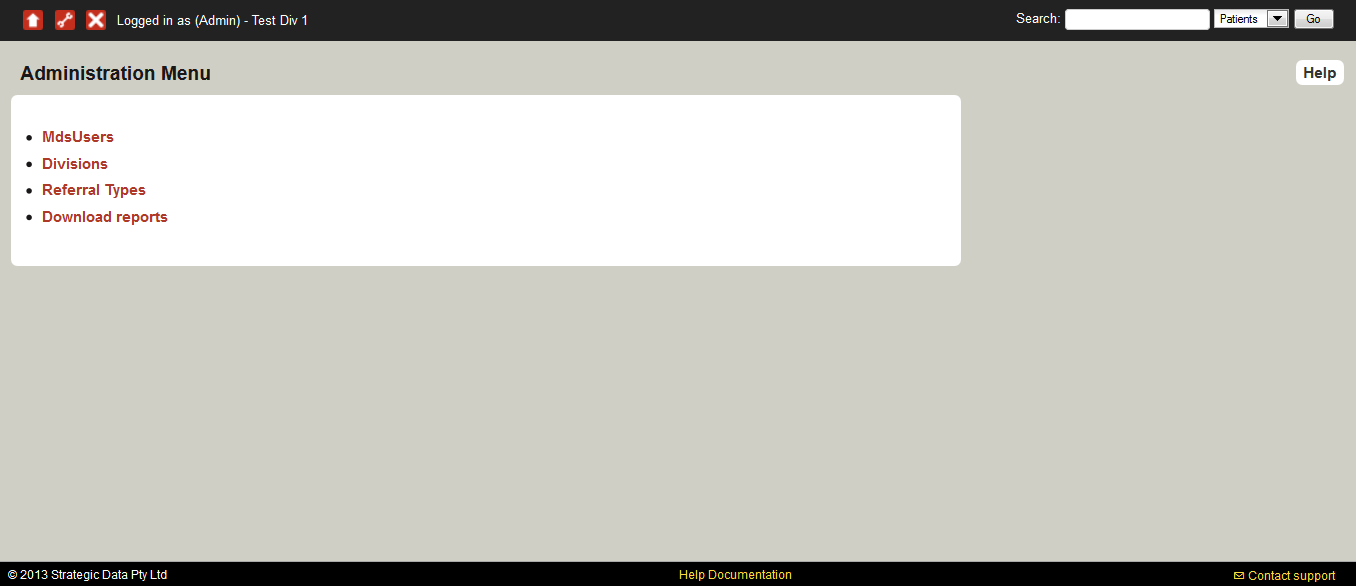 Logged in as (Admin) - Test Div 1
Search: Patients Go
Administration Menu
Help
MdsUsers
Divisions
Referral Types
Download reports
© 2013 Strategic Data Pty Ltd
Help Documentation
Contact support